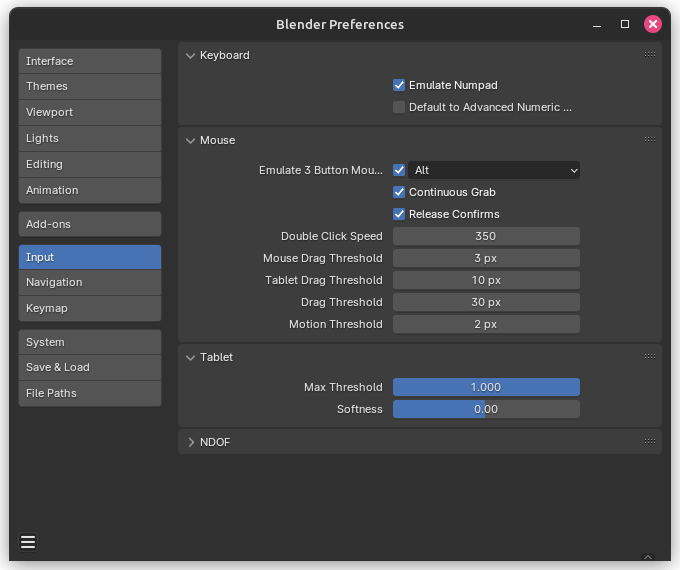 Blender Preferences
Interface
Themes
Viewport
Lights
Editing
Animation
Add-ons
Input
Navigation
Keymap
System
Save & Load
File Paths
Keyboard
Emulate Numpad
Default to Advanced Numeric ...
Mouse
Emulate 3 Button Mou... Alt
Continuous Grab
Release Confirms
Double Click Speed 350
Mouse Drag Threshold 3 px
Tablet Drag Threshold 10 px
Drag Threshold 30 px
Motion Threshold 2 px
Tablet
Max Threshold 1.000
Softness 0.00
NDOF